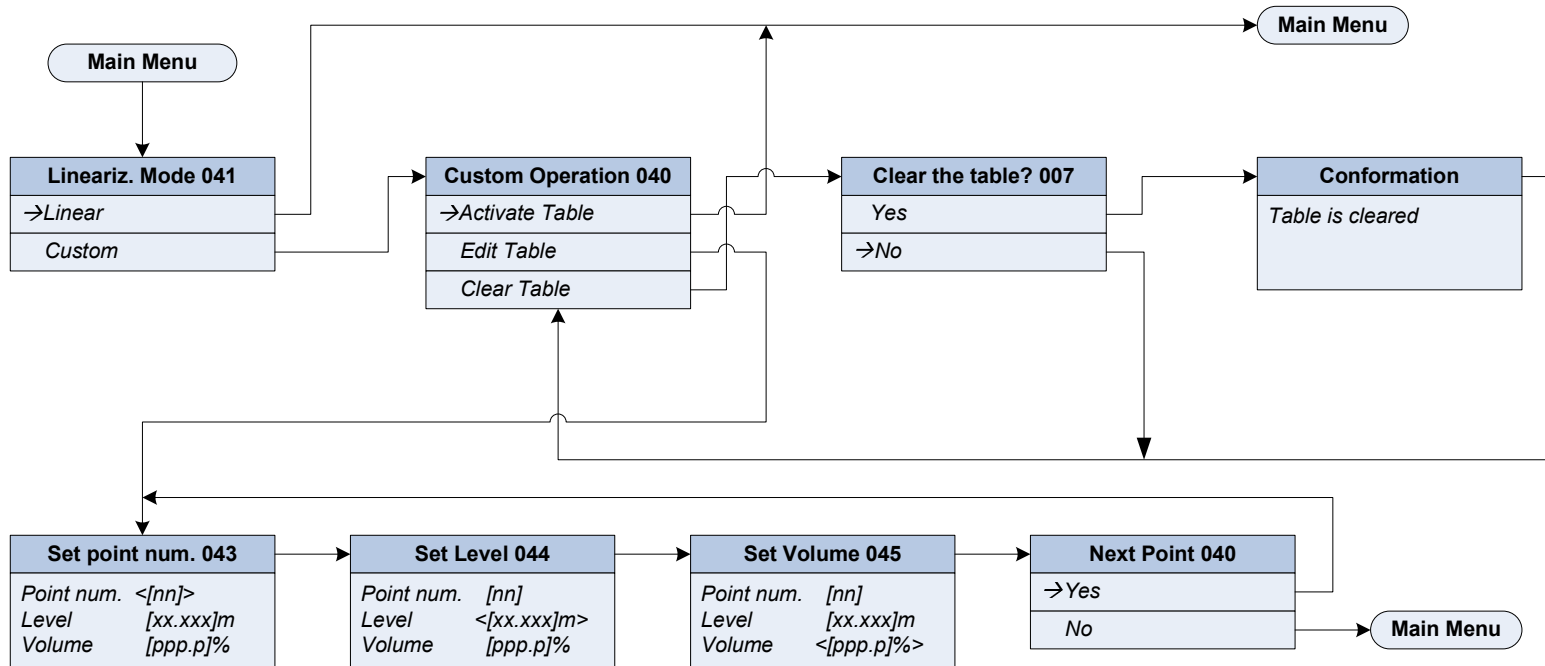 Main Menu
Main Menu
Lineariz. Mode 041
→Linear
Custom
Custom Operation 040
→Activate Table
Edit Table
Clear Table
Clear the table? 007
Yes
→No
Conformation
Table is cleared
Set point num. 043
Point num. <[nn]>
Level [xx.xxx]m
Volume [ppp.p]%
Set Level 044
Point num. [nn]
Level <[xx.xxx]m>
Volume [ppp.p]%
Set Volume 045
Point num. [nn]
Level [xx.xxx]m
Volume <[ppp.p]%>
Next Point 040
→Yes
No
Main Menu